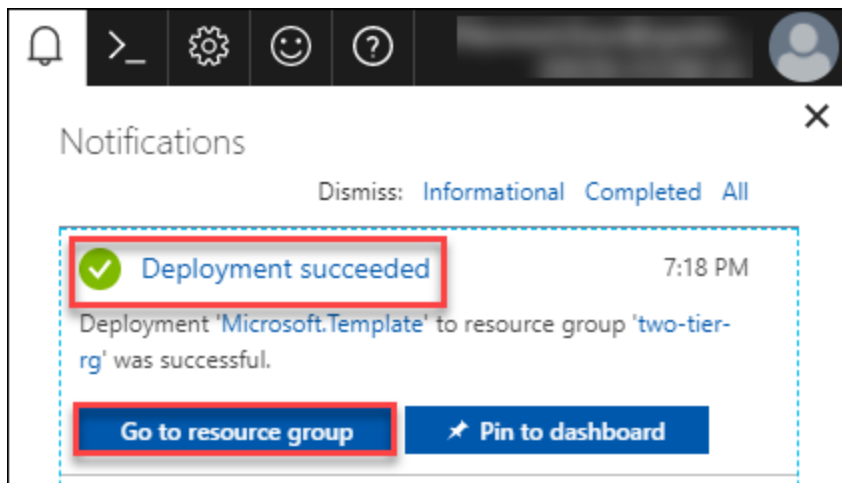 Notifications
Dismiss: Informational Completed All
Deployment succeeded 7:18 PM
Deployment 'Microsoft.Template' to resource group 'two-tier-
rg' was successful.
Go to resource group Pin to dashboard